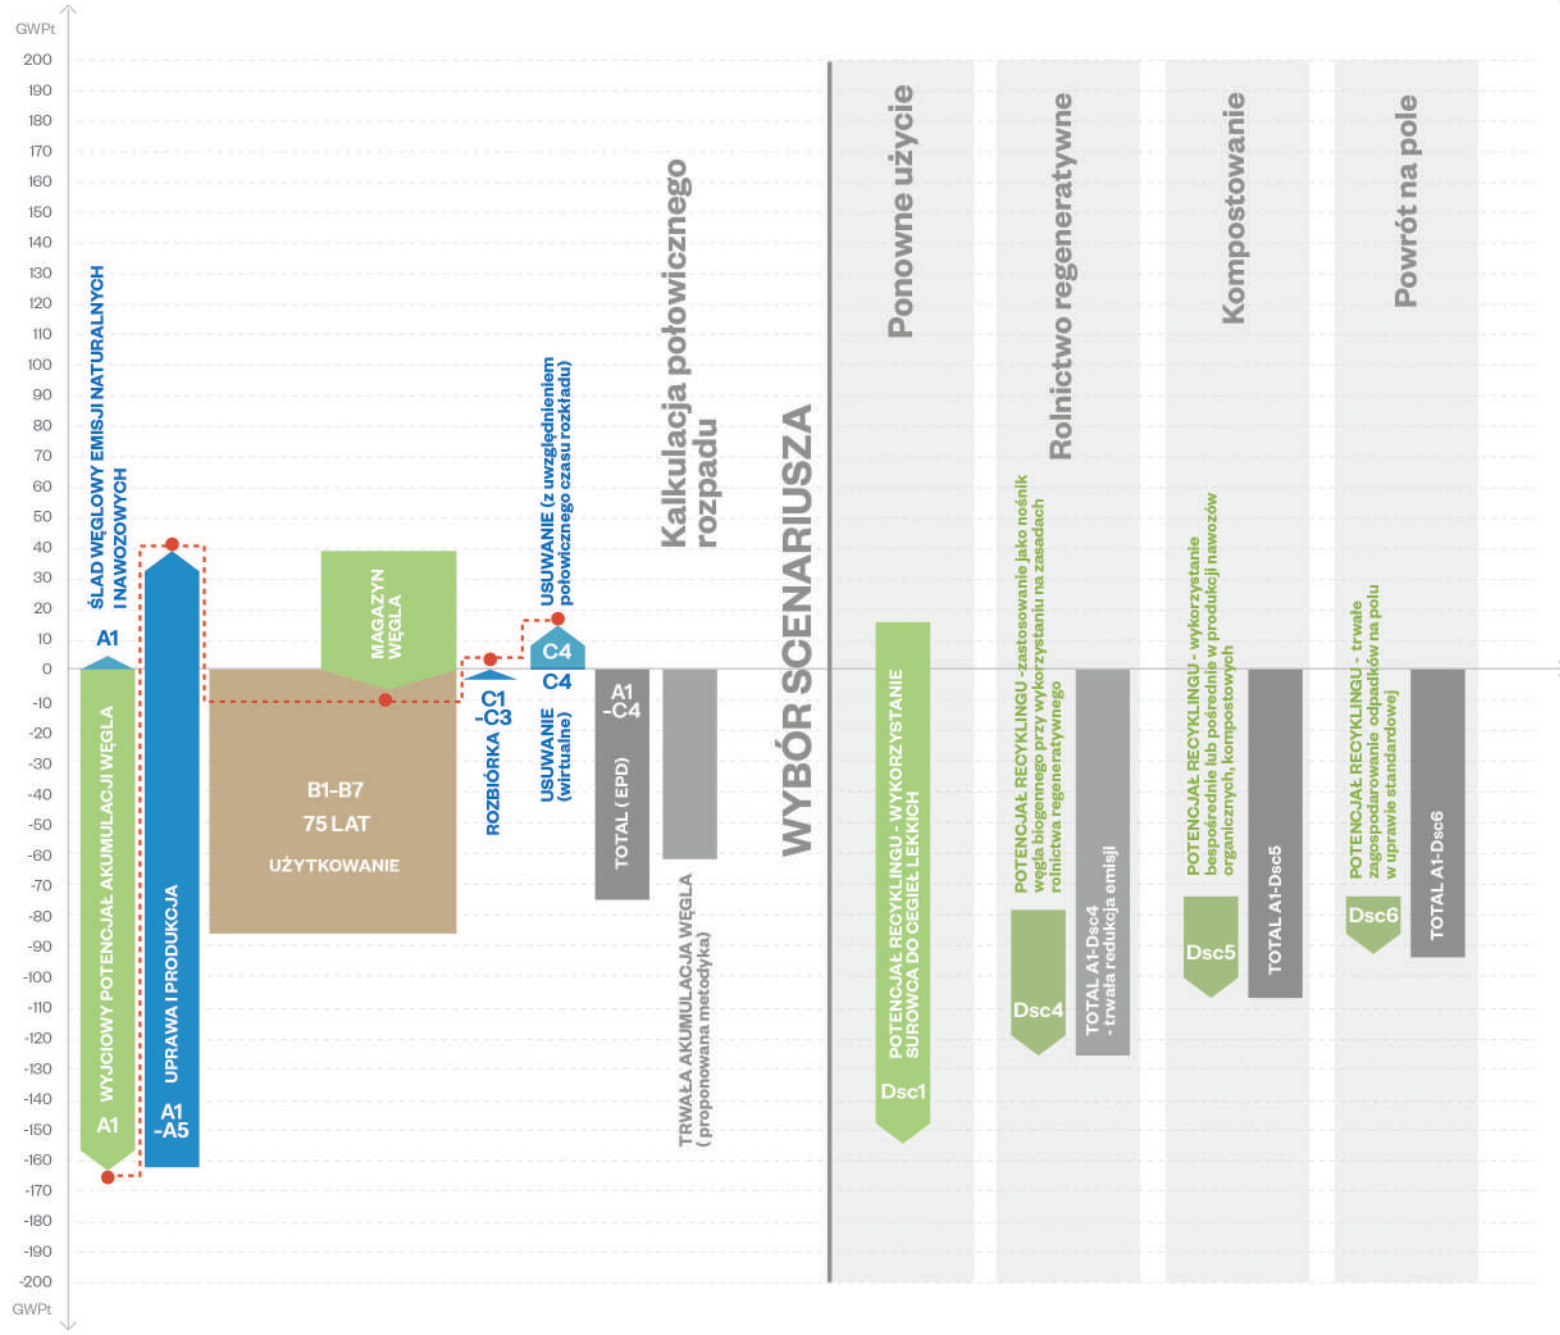 GWPt
200
190
180
170
160
150
140
130
120
110
100
90
80
70
60
50
40
30
20
10
0
-10
-20
-30
-40
-50
-60
-70
-80
-90
-100
-110
-120
-130
-140
-150
-160
-170
-180
-190
-200
GWPt
ŚLAD WĘGLOWY EMISJI NATURALNYCH
I NAWOZOWYCH
A1
WYJCIOWY POTENCJAŁ AKUMULACJI WĘGLA
A1
UPRAWA I PRODUKCJA
A1
-A5
MAGAZYN
WĘGLA
B1-B7
75 LAT
UŻYTKOWANIE
C1
-C3
ROZBIÓRKA
USUWANIE (z uwzględnieniem
połowicznego czasu rozkładu)
C4
C4
USUWANIE
(wirtualne)
A1
-C4
TOTAL ( EPD)
Kalkulacja połowicznego
rozpadu
TRWAŁA AKUMULACJA WĘGLA
( proponowana metodyka)
WYBÓR SCENARIUSZA
Ponowne użycie
POTENCJAŁ RECYKLINGU - WYKORZYSTANIE
SUROWCA DO CEGIEŁ LEKKICH
Dsc1
Rolnictwo regeneratywne
POTENCJAŁ RECYKLINGU -zastosowanie jako nośnik
węgla biogennego przy wykorzystaniu na zasadach
rolnictwa regeneratywnego
Dsc4
TOTAL A1-Dsc4
- trwała redukcja emisji
Kompostowanie
POTENCJAŁ RECYKLINGU - wykorzystanie
bespośrednie lub pośrednie w produkcji nawozów
organicznych, kompostowych
Dsc5
TOTAL A1-Dsc5
Powrót na pole
POTENCJAŁ RECYKLINGU - trwałe
zagospodarowanie odpadków na polu
w uprawie standardowej
Dsc6
TOTAL A1-Dsc6